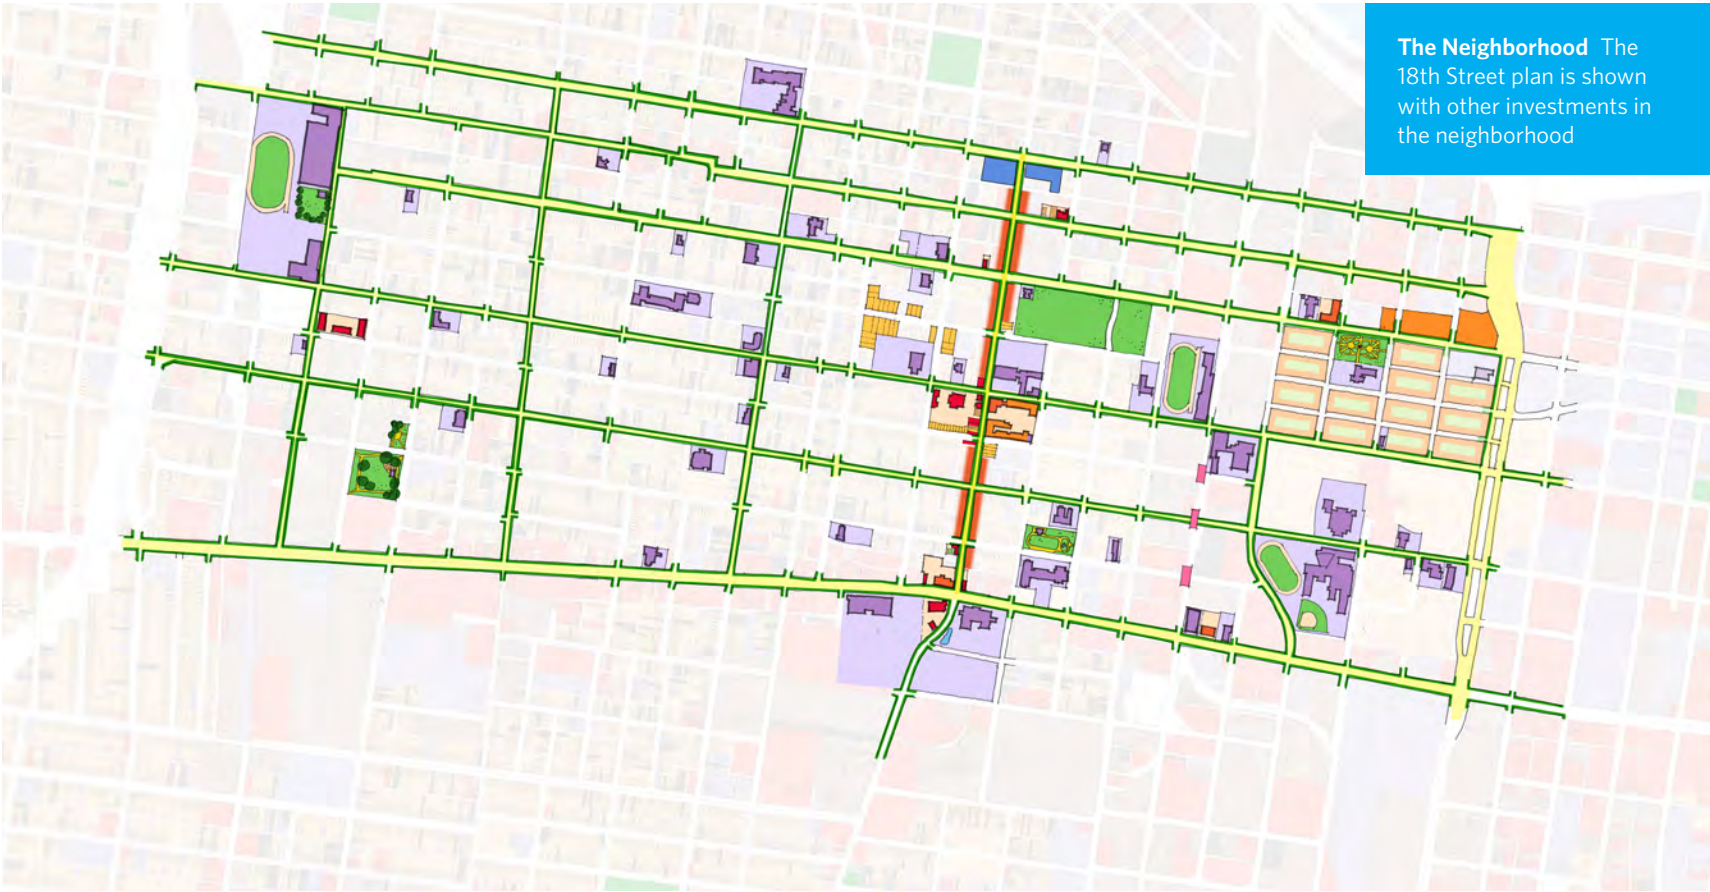 The Neighborhood The
18th Street plan is shown
with other investments in
the neighborhood